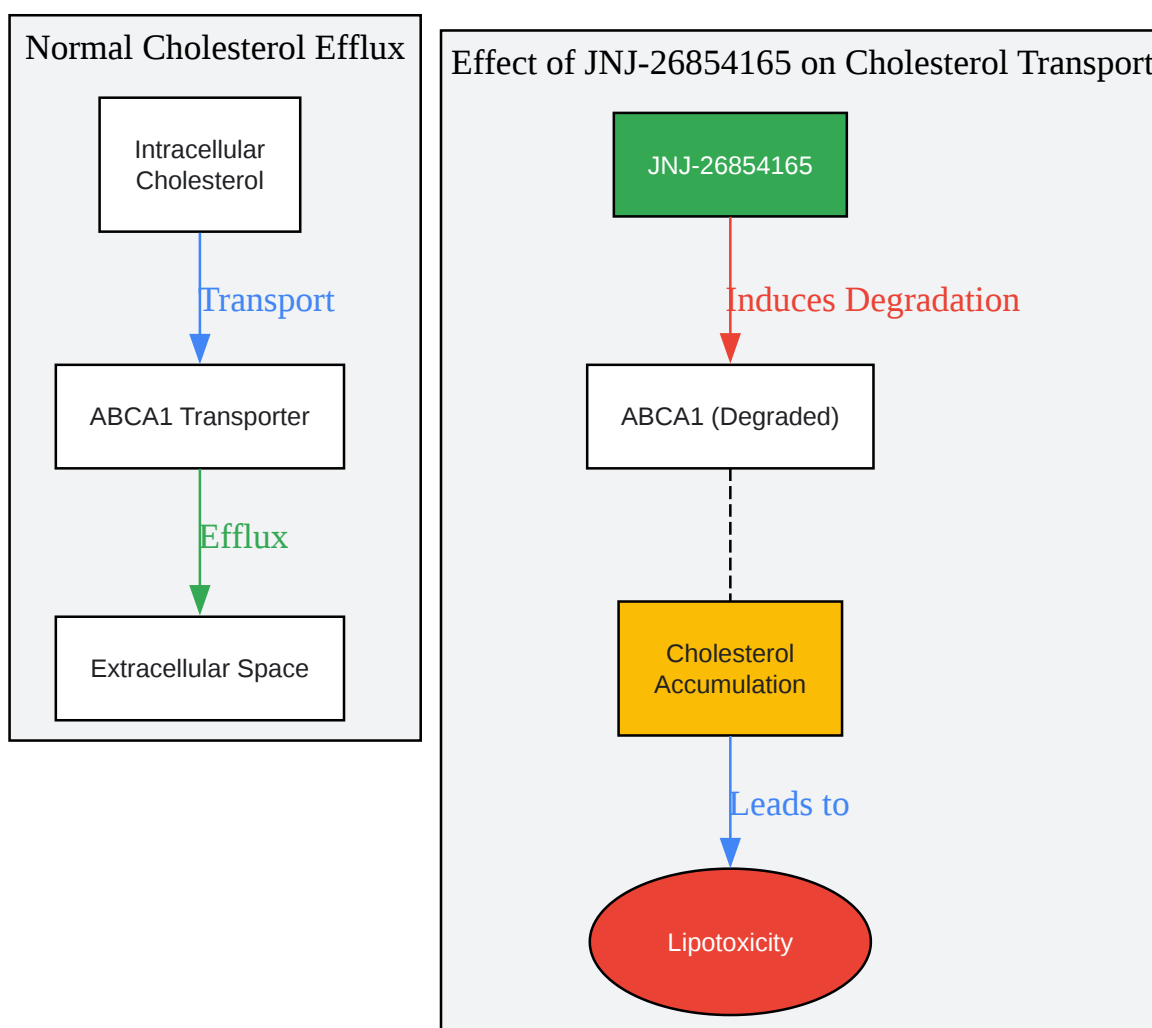 Normal Cholesterol Efflux
Intracellular
Cholesterol
Transport
ABCA1 Transporter
Efflux
Extracellular Space
Effect of JNJ-26854165 on Cholesterol Transport
JNJ-26854165
Induces Degradation
ABCA1 (Degraded)
Cholesterol
Accumulation
Leads to
Lipotoxicity